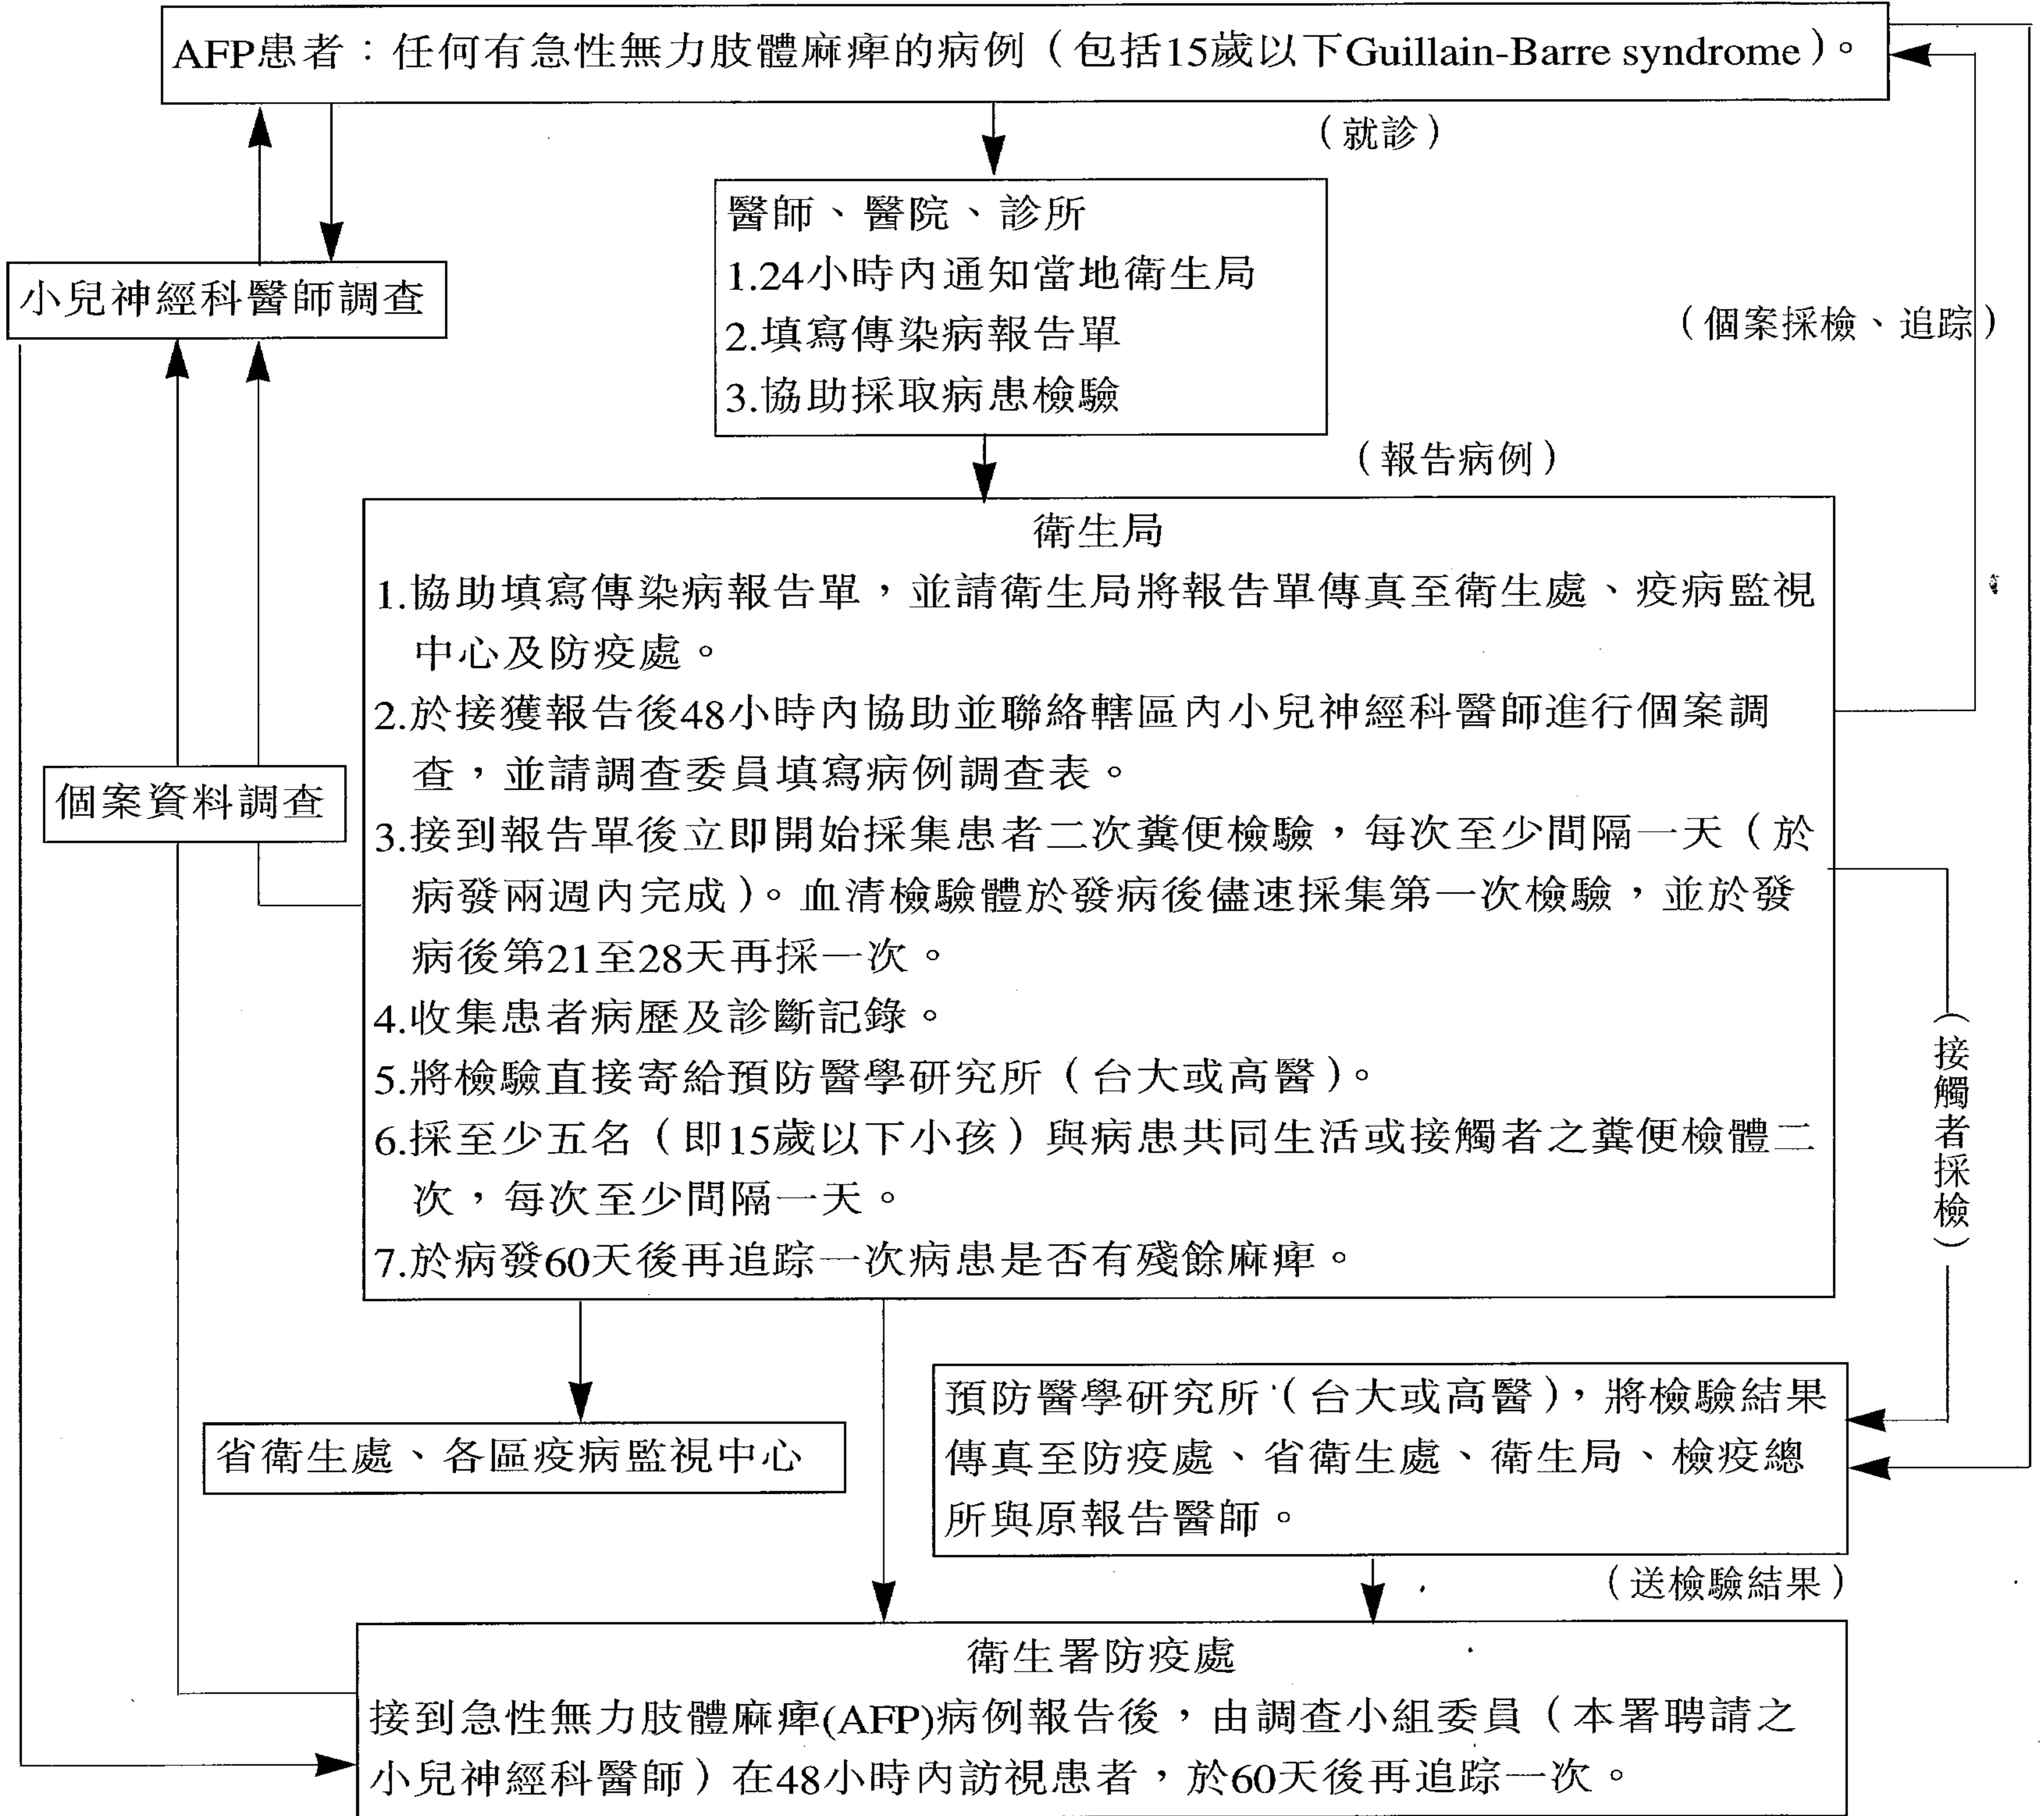 AFP患者：任何有急性無力肢體麻痺的病例（包括15歲以下Guillain-Barre syndrome）。
（就診）
醫師、醫院、診所
1.24小時內通知當地衛生局
2.填寫傳染病報告單
3.協助採取病患檢驗
小兒神經科醫師調查
（個案採檢、追踪）
（報告病例）
衛生局
1.協助填寫傳染病報告單，並請衛生局將報告單傳真至衛生處、疫病監視
中心及防疫處。
2.於接獲報告後48小時內協助並聯絡轄區內小兒神經科醫師進行個案調
查，並請調查委員填寫病例調查表。
個案資料調查
3.接到報告單後立即開始採集患者二次糞便檢驗，每次至少間隔一天（於
病發兩週內完成）。血清檢驗體於發病後儘速採集第一次檢驗，並於發
病後第21至28天再採一次。
4.收集患者病歷及診斷記錄。
5.將檢驗直接寄給預防醫學研究所（台大或高醫）。
6.採至少五名（即15歲以下小孩）與病患共同生活或接觸者之糞便檢體二
次，每次至少間隔一天。
7.於病發60天後再追踪一次病患是否有殘餘麻痺。
（接觸者採檢）
省衛生處、各區疫病監視中心
預防醫學研究所（台大或高醫），將檢驗結果
傳真至防疫處、省衛生處、衛生局、檢疫總
所與原報告醫師。
（送檢驗結果）
衛生署防疫處
接到急性無力肢體麻痺(AFP)病例報告後，由調查小組委員（本署聘請之
小兒神經科醫師）在48小時內訪視患者，於60天後再追踪一次。